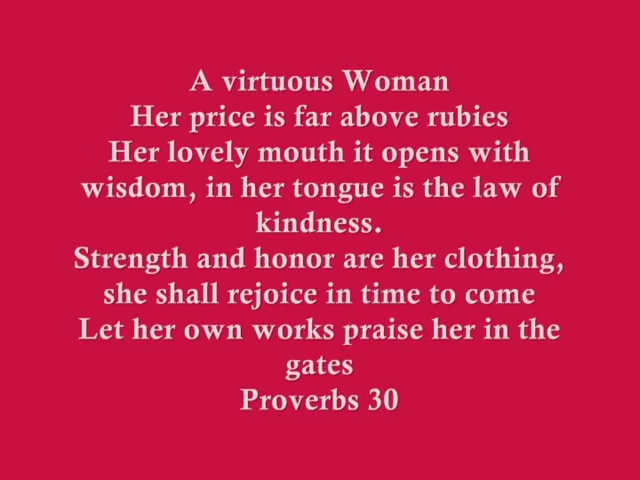 A virtuous Woman
Her price is far above rubies
Her lovely mouth it opens with
wisdom, in her tongue is the law of
kindness.
Strength and honor are her clothing,
she shall rejoice in time to come
Let her own works praise her in the
gates
Proverbs 30